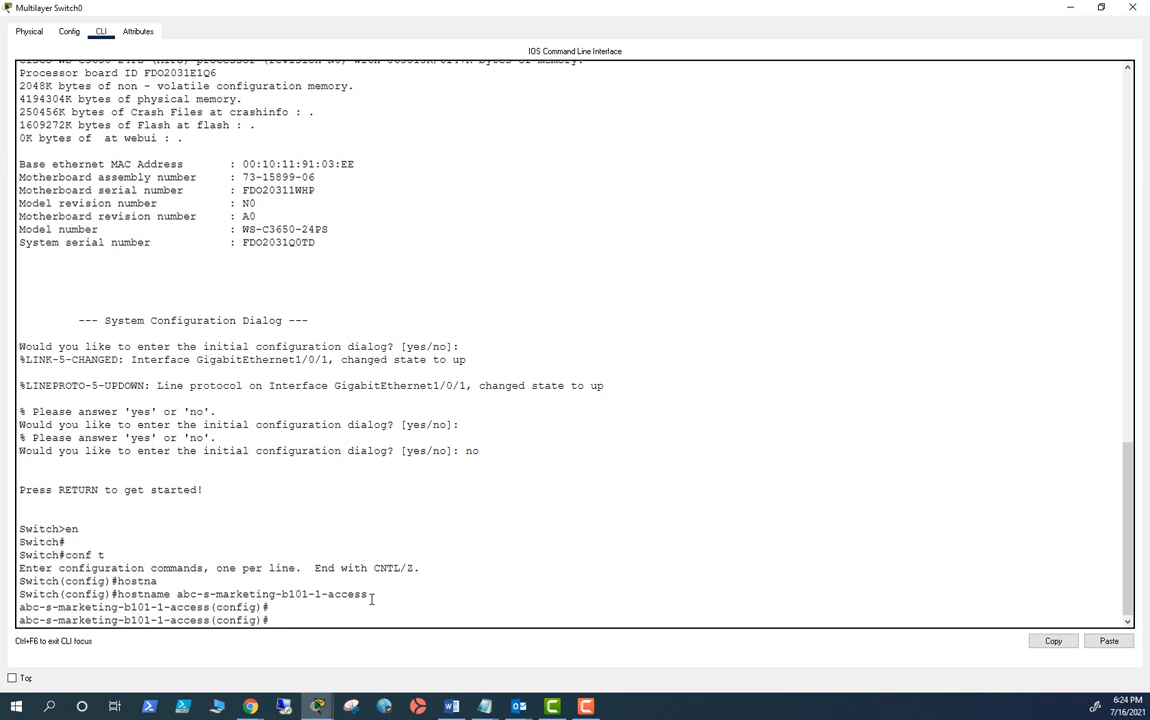 Multilayer Switch0
Physical Config CLI Attributes
IOS Command Line Interface
Processor board ID FDO2031E1Q6
2048K bytes of non - volatile configuration memory.
4194304K bytes of physical memory.
250456K bytes of Crash Files at crashinfo : .
1609272K bytes of Flash at flash : .
0K bytes of  at webui : .
Base ethernet MAC Address : 00:10:11:91:03:EE
Motherboard assembly number : 73-15899-06
Motherboard serial number : FDO20311WHP
Model revision number : N0
Motherboard revision number : A0
Model number : WS-C3650-24PS
System serial number : FDO2031Q0TD
--- System Configuration Dialog ---
Would you like to enter the initial configuration dialog? [yes/no]:
%LINK-5-CHANGED: Interface GigabitEthernet1/0/1, changed state to up
%LINEPROTO-5-UPDOWN: Line protocol on Interface GigabitEthernet1/0/1, changed state to up
% Please answer 'yes' or 'no'.
Would you like to enter the initial configuration dialog? [yes/no]:
% Please answer 'yes' or 'no'.
Would you like to enter the initial configuration dialog? [yes/no]: no
Press RETURN to get started!
Switch>en
Switch#
Switch#conf t
Enter configuration commands, one per line.  End with CNTL/Z.
Switch(config)#hostna
Switch(config)#hostname abc-s-marketing-b101-1-access
abc-s-marketing-b101-1-access(config)#
abc-s-marketing-b101-1-access(config)#
Ctrl+F6 to exit CLI focus
Copy Paste
Top
6:24 PM
7/16/2021